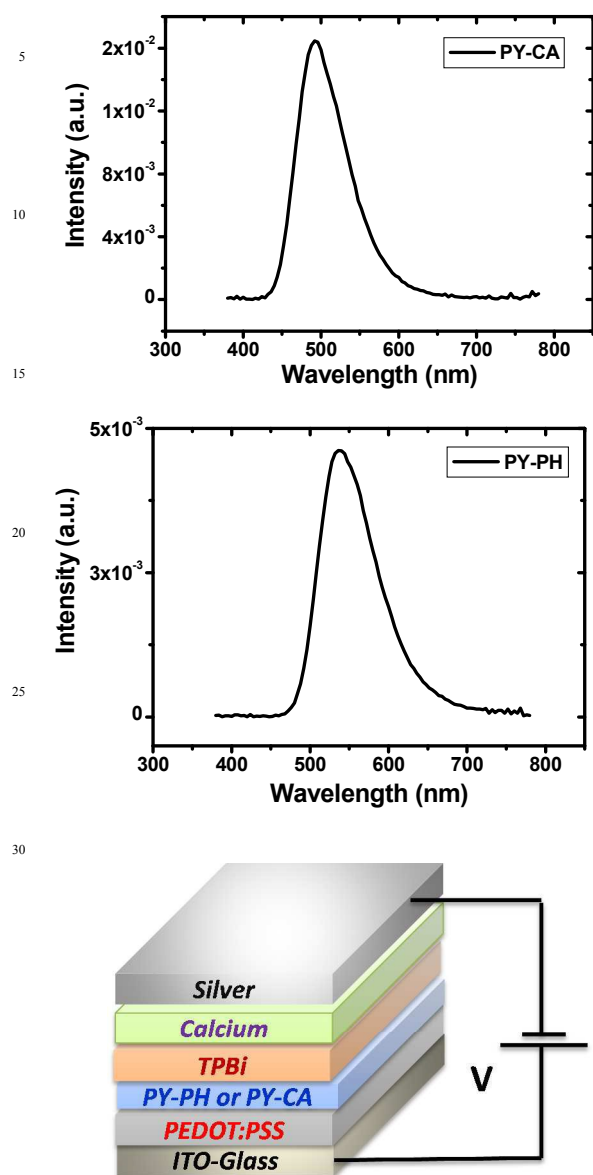 5
10
15
20
25
30
2x10⁻²
1x10⁻²
8x10⁻³
4x10⁻³
0
Intensity (a.u.)
PY-CA
300 400 500 600 700 800
Wavelength (nm)
5x10⁻³
3x10⁻³
0
Intensity (a.u.)
PY-PH
300 400 500 600 700 800
Wavelength (nm)
Silver
Calcium
TPBi
PY-PH or PY-CA
PEDOT:PSS
ITO-Glass
V